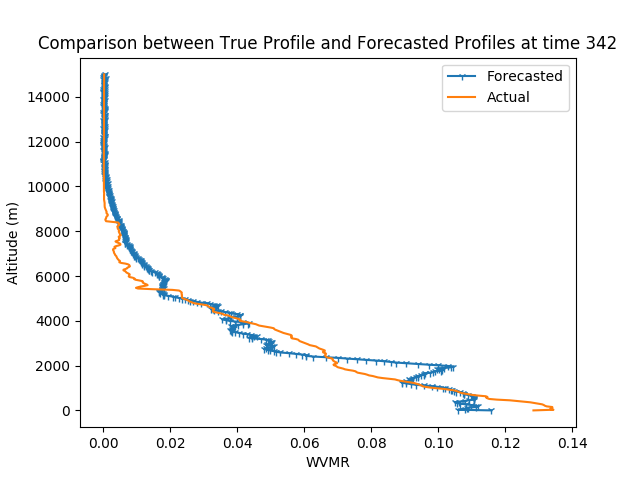 Comparison between True Profile and Forecasted Profiles at time 342
Forecasted
Actual
Altitude (m)
14000
12000
10000
8000
6000
4000
2000
0
0.00 0.02 0.04 0.06 0.08 0.10 0.12 0.14
WVMR